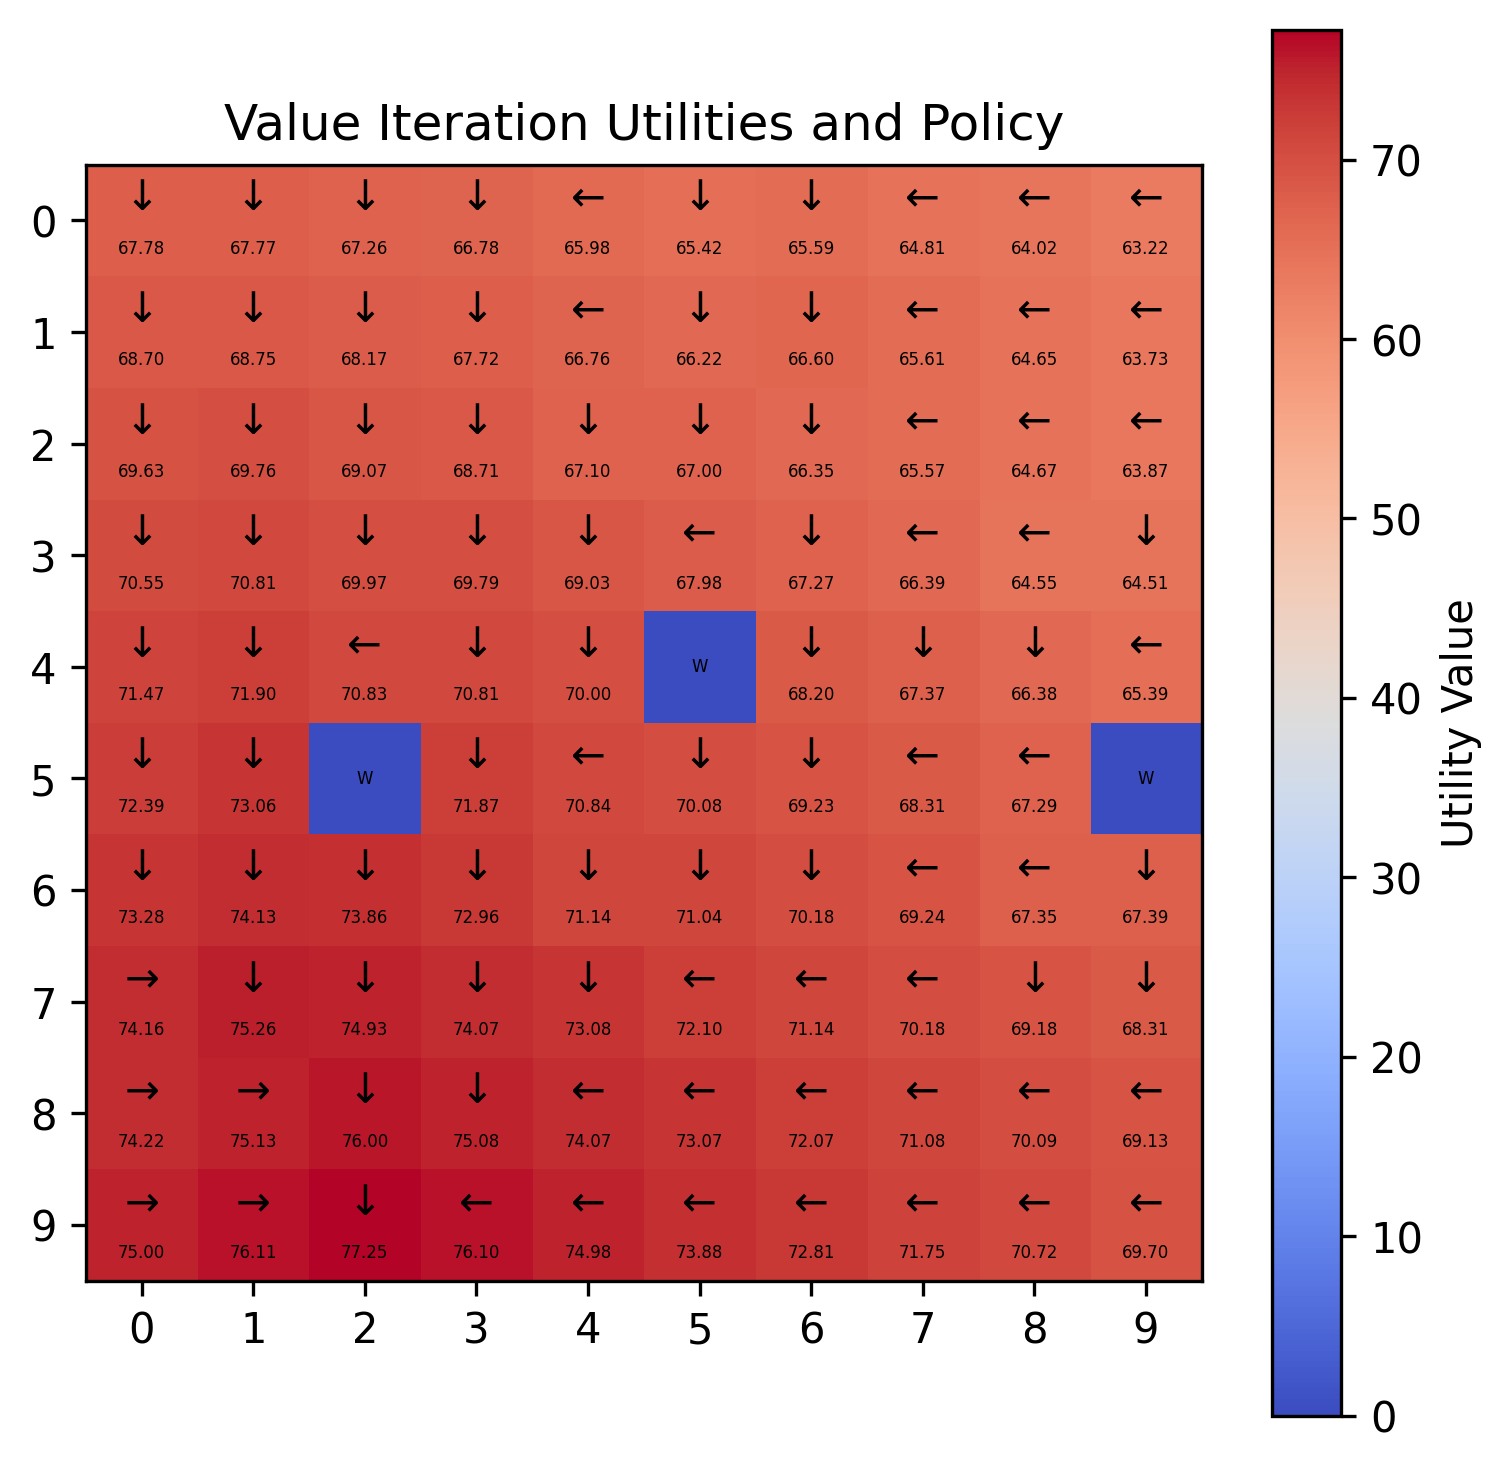 Value Iteration Utilities and Policy
0 ↓ ↓ ↓ ↓ ← ↓ ↓ ← ← ←
67.78 67.77 67.26 66.78 65.98 65.42 65.59 64.81 64.02 63.22
1 ↓ ↓ ↓ ↓ ← ↓ ↓ ← ← ←
68.70 68.75 68.17 67.72 66.76 66.22 66.60 65.61 64.65 63.73
2 ↓ ↓ ↓ ↓ ↓ ↓ ↓ ← ← ←
69.63 69.76 69.07 68.71 67.10 67.00 66.35 65.57 64.67 63.87
3 ↓ ↓ ↓ ↓ ↓ ← ↓ ← ← ↓
70.55 70.81 69.97 69.79 69.03 67.98 67.27 66.39 64.55 64.51
4 ↓ ↓ ← ↓ ↓ W ↓ ↓ ↓ ←
71.47 71.90 70.83 70.81 70.00 68.20 67.37 66.38 65.39
5 ↓ ↓ W ↓ ← ↓ ↓ ← ← W
72.39 73.06 71.87 70.84 70.08 69.23 68.31 67.29
6 ↓ ↓ ↓ ↓ ↓ ↓ ↓ ← ← ↓
73.28 74.13 73.86 72.96 71.14 71.04 70.18 69.24 67.35 67.39
7 → ↓ ↓ ↓ ↓ ← ← ← ↓ ↓
74.16 75.26 74.93 74.07 73.08 72.10 71.14 70.18 69.18 68.31
8 → → ↓ ↓ ← ← ← ← ← ←
74.22 75.13 76.00 75.08 74.07 73.07 72.07 71.08 70.09 69.13
9 → → ↓ ← ← ← ← ← ← ←
75.00 76.11 77.25 76.10 74.98 73.88 72.81 71.75 70.72 69.70
0 1 2 3 4 5 6 7 8 9
70
60
50
40
30
20
10
0
Utility Value